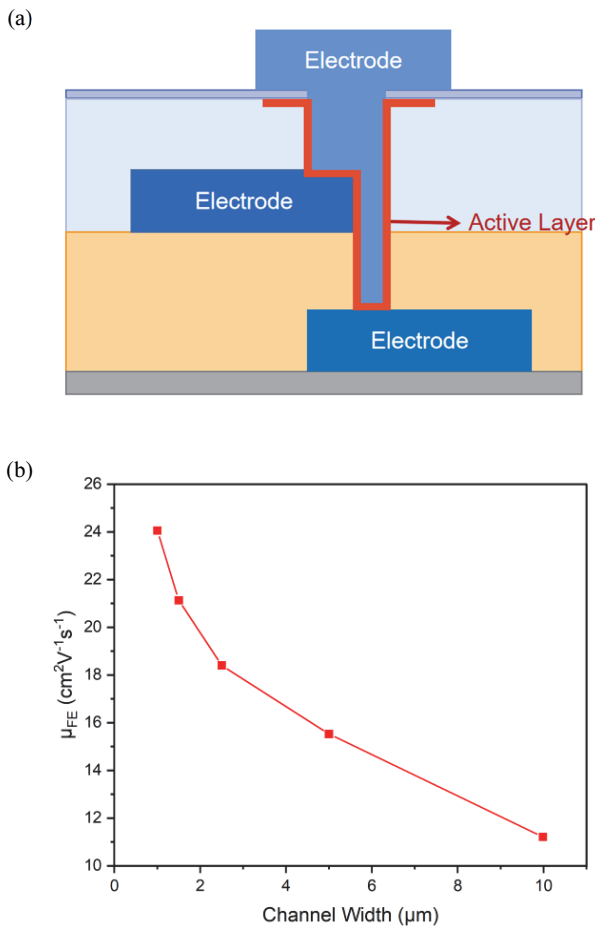 (a)
Electrode
Electrode
Active Layer
Electrode
(b)
26
24
22
20
18
16
14
12
10
μFE (cm²V⁻¹s⁻¹)
0
2
4
6
8
10
Channel Width (μm)